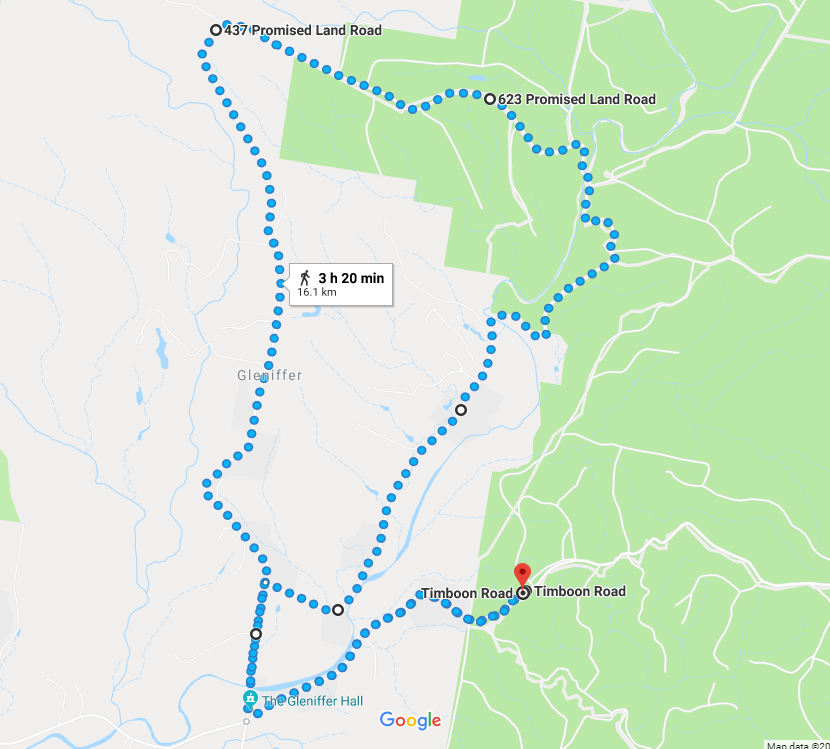 437 Promised Land Road
623 Promised Land Road
3 h 20 min
16.1 km
Gleniffer
Timboon Road
Timboon Road
The Gleniffer Hall
Google
Map data ©20